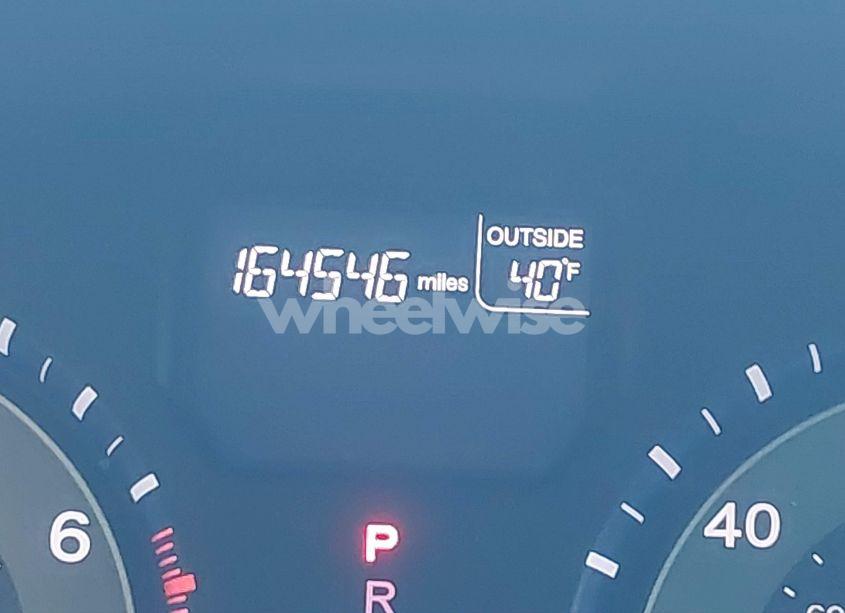 OUTSIDE
164546 miles 40°F
wheelwise
6 P 40
R